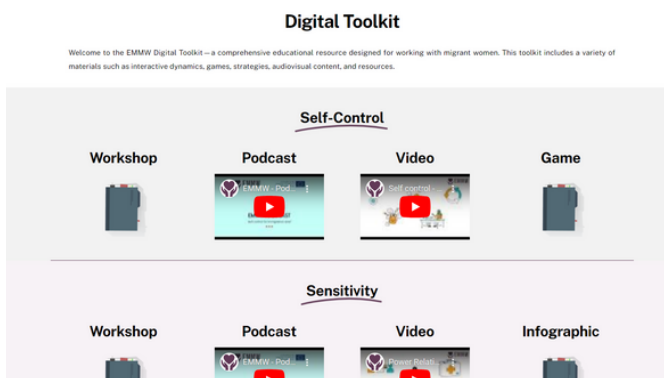 Digital Toolkit
Welcome to the EMMW Digital Toolkit – a comprehensive educational resource designed for working with migrant women. This toolkit includes a variety of
materials such as interactive dynamics, games, strategies, audiovisual content, and resources.
Self-Control
Workshop Podcast Video Game
EMMW - Pod... Self control -
Sensitivity
Workshop Podcast Video Infographic
EMMW - Pod... Power Relati...